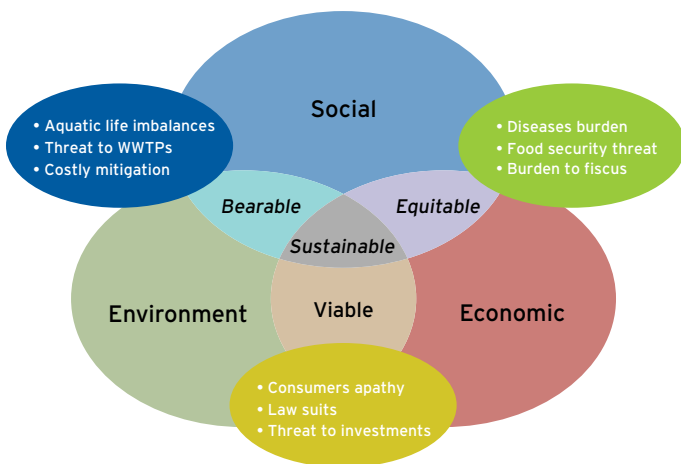 Social
• Aquatic life imbalances
• Threat to WWTPs
• Costly mitigation
• Diseases burden
• Food security threat
• Burden to fiscus
Bearable
Equitable
Sustainable
Environment
Viable
Economic
• Consumers apathy
• Law suits
• Threat to investments